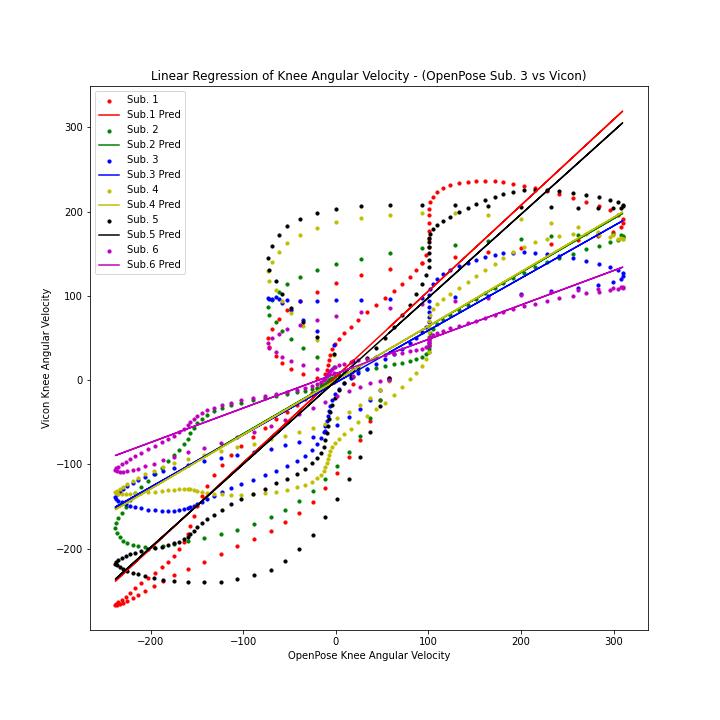 Linear Regression of Knee Angular Velocity - (OpenPose Sub. 3 vs Vicon)
Sub. 1
Sub.1 Pred
Sub. 2
Sub.2 Pred
Sub. 3
Sub.3 Pred
Sub. 4
Sub.4 Pred
Sub. 5
Sub.5 Pred
Sub. 6
Sub.6 Pred
Vicon Knee Angular Velocity
300
200
100
0
−100
−200
−200
−100
0
100
200
300
OpenPose Knee Angular Velocity